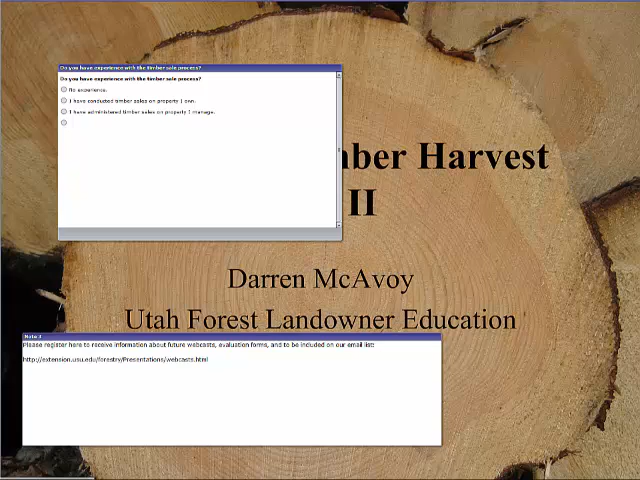 Do you have experience with the timber sale process?
Do you have experience with the timber sale process?
No experience.
I have conducted timber sales on property I own.
I have administered timber sales on property I manage.
mber Harvest
II
Darren McAvoy
Utah Forest Landowner Education
Note 3
Please register here to receive information about future webcasts, evaluation forms, and to be included on our email list:
http://extension.usu.edu/forestry/Presentations/webcasts.html